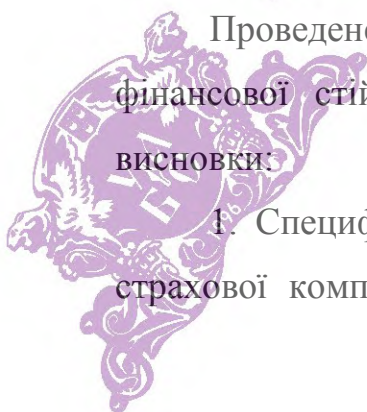 Проведено
фінансової стій
висновки:
1. Специф
страхової комп